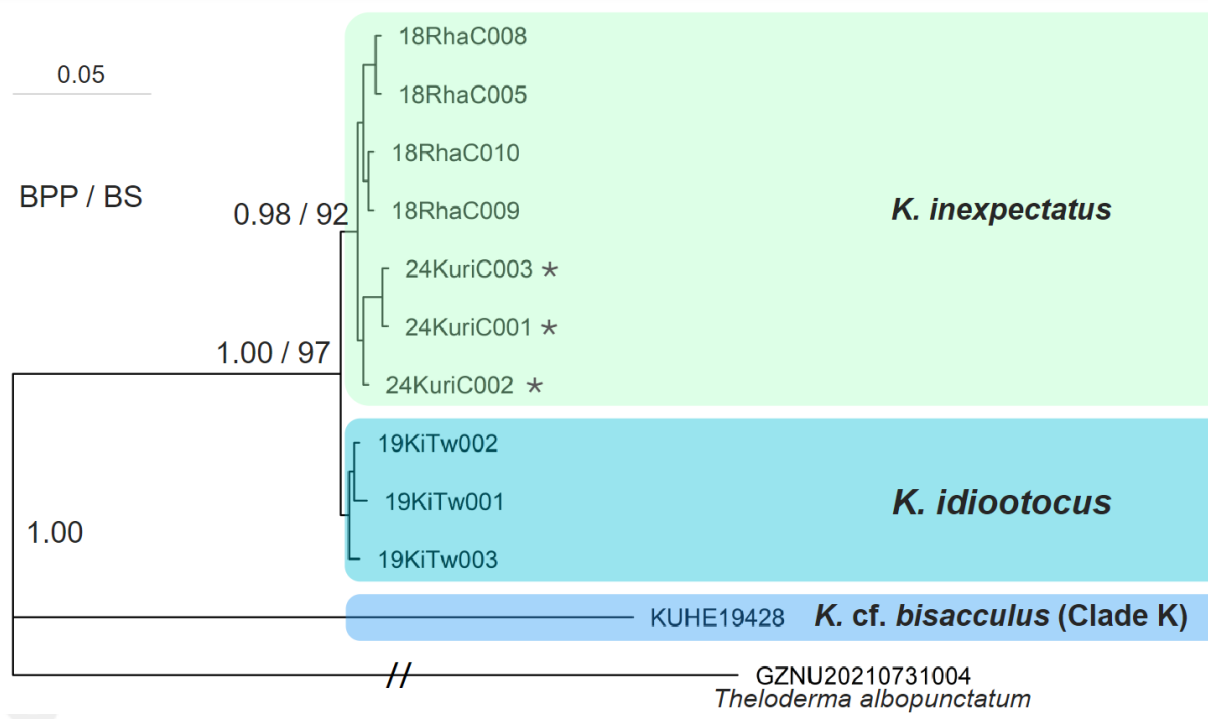 18RhaC008
0.05
18RhaC005
18RhaC010
BPP / BS
0.98 / 92
18RhaC009
K. inexpectatus
24KuriC003 *
24KuriC001 *
1.00 / 97
24KuriC002 *
19KiTw002
19KiTw001
K. idiootocus
1.00
19KiTw003
KUHE19428
K. cf. bisacculus (Clade K)
//
GZNU20210731004
Theloderma albopunctatum